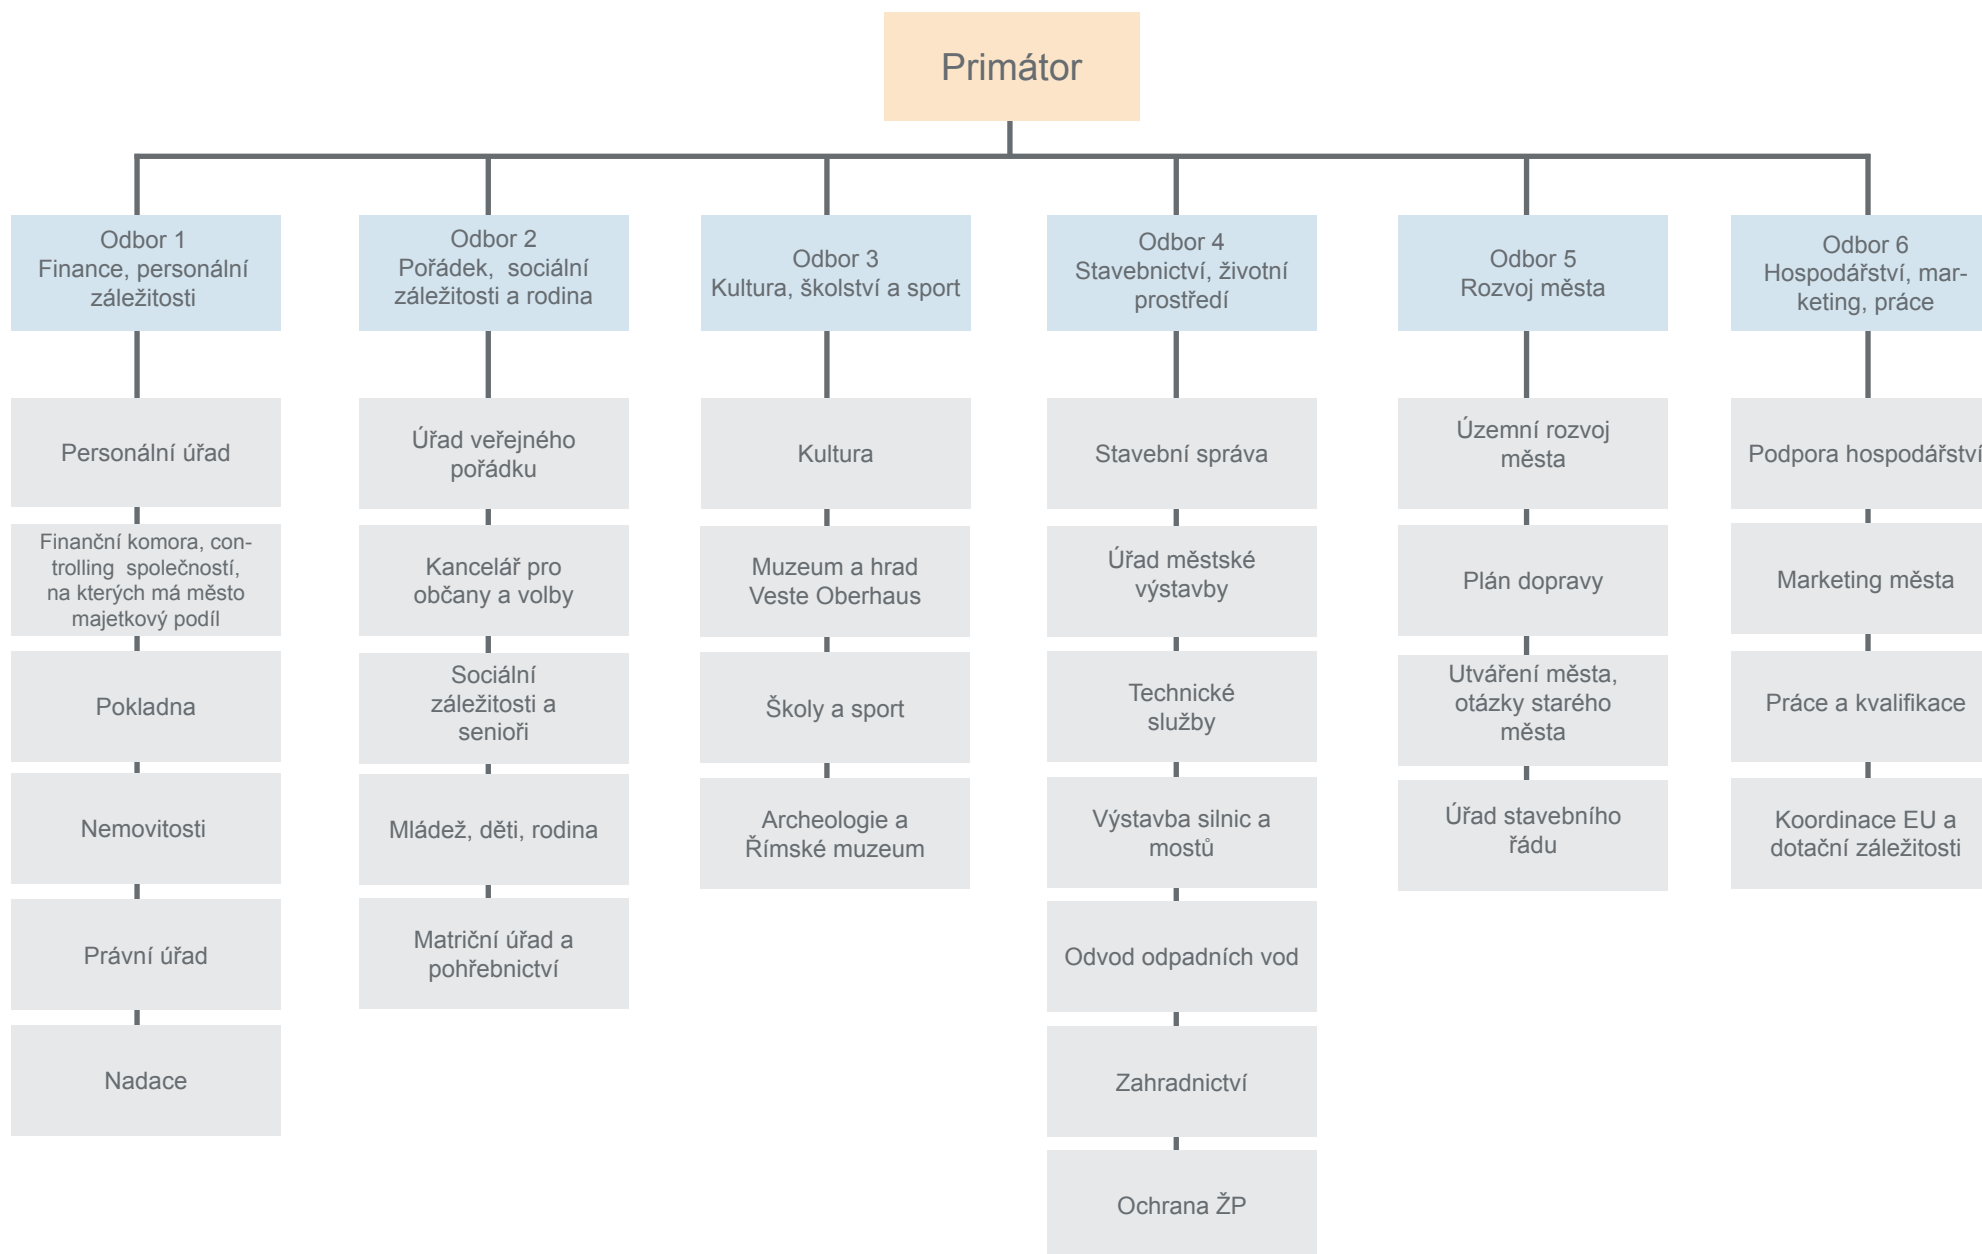 Primátor
Odbor 1
Finance, personální
záležitosti
Personální úřad
Finanční komora, con-
trolling společností,
na kterých má město
majetkový podíl
Pokladna
Nemovitosti
Právní úřad
Nadace
Odbor 2
Pořádek, sociální
záležitosti a rodina
Úřad veřejného
pořádku
Kancelář pro
občany a volby
Sociální
záležitosti a
senioři
Mládež, děti, rodina
Matriční úřad a
pohřebnictví
Odbor 3
Kultura, školství a sport
Kultura
Muzeum a hrad
Veste Oberhaus
Školy a sport
Archeologie a
Římské muzeum
Odbor 4
Stavebnictví, životní
prostředí
Stavební správa
Úřad městské
výstavby
Technické
služby
Výstavba silnic a
mostů
Odvod odpadních vod
Zahradnictví
Ochrana ŽP
Odbor 5
Rozvoj města
Územní rozvoj
města
Plán dopravy
Utváření města,
otázky starého
města
Úřad stavebního
řádu
Odbor 6
Hospodářství, mar-
keting, práce
Podpora hospodářství
Marketing města
Práce a kvalifikace
Koordinace EU a
dotační záležitosti